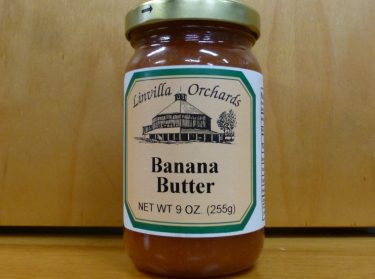 Linvilla Orchards
Banana
Butter
NET WT 9 OZ. (255g)